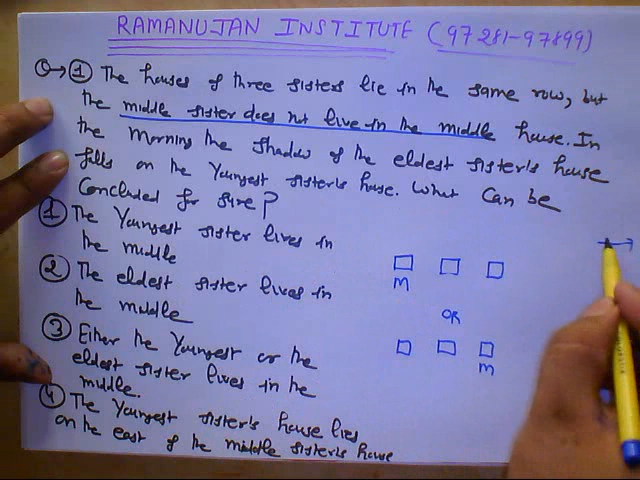 RAMANUJAN INSTITUTE (97281-97899)
Q→ ① The houses of three sisters lie in the same row, but
the middle sister does not live in the middle house. In
the morning the shadow of the eldest sister's house
falls on the Youngest sister's house. What can be
Concluded for sure?
① The Youngest sister lives in
the middle
② The eldest sister lives in
the middle
③ Either the Youngest or the
eldest sister lives in the
middle.
④ The Youngest sister's house lies
on the east of the middle sister's house
M
OR
M